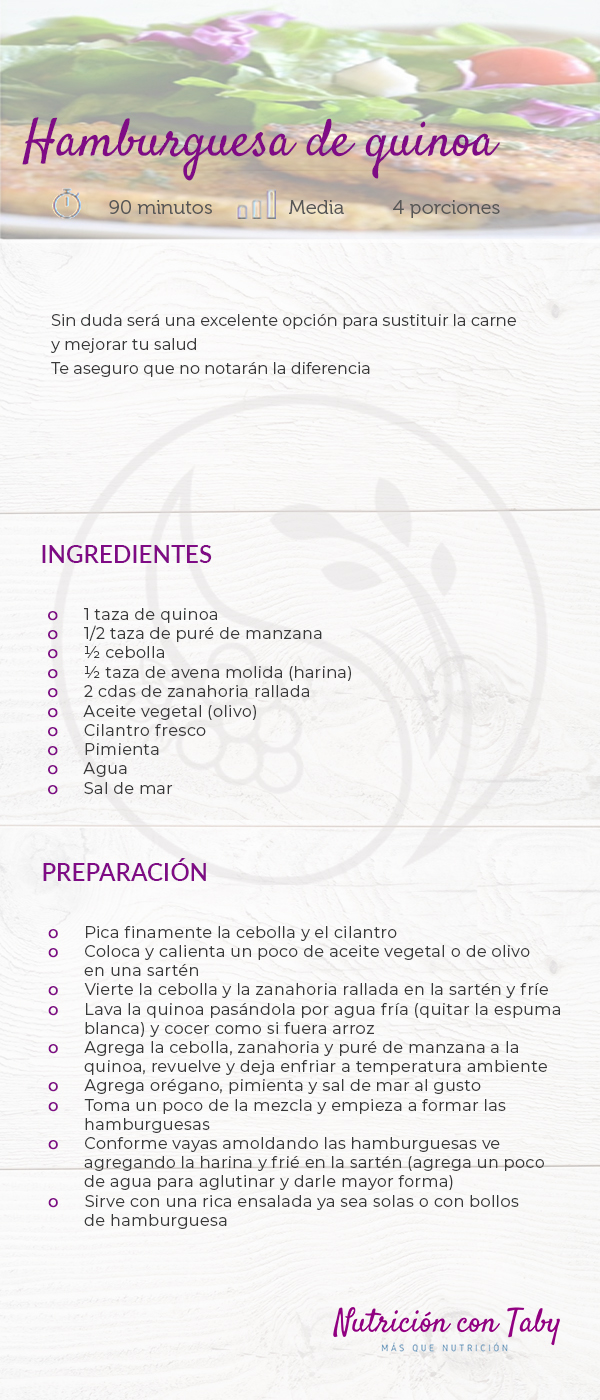 Hamburguesa de quinoa
90 minutos Media 4 porciones
Sin duda será una excelente opción para sustituir la carne
y mejorar tu salud
Te aseguro que no notarán la diferencia
INGREDIENTES
o 1 taza de quinoa
o 1/2 taza de puré de manzana
o ½ cebolla
o ½ taza de avena molida (harina)
o 2 cdas de zanahoria rallada
o Aceite vegetal (olivo)
o Cilantro fresco
o Pimienta
o Agua
o Sal de mar
PREPARACIÓN
o Pica finamente la cebolla y el cilantro
o Coloca y calienta un poco de aceite vegetal o de olivo
en una sartén
o Vierte la cebolla y la zanahoria rallada en la sartén y fríe
o Lava la quinoa pasándola por agua fría (quitar la espuma
blanca) y cocer como si fuera arroz
o Agrega la cebolla, zanahoria y puré de manzana a la
quinoa, revuelve y deja enfriar a temperatura ambiente
o Agrega orégano, pimienta y sal de mar al gusto
o Toma un poco de la mezcla y empieza a formar las
hamburguesas
o Conforme vayas amoldando las hamburguesas ve
agregando la harina y frié en la sartén (agrega un poco
de agua para aglutinar y darle mayor forma)
o Sirve con una rica ensalada ya sea solas o con bollos
de hamburguesa
Nutrición con Taby
MÁS QUE NUTRICIÓN